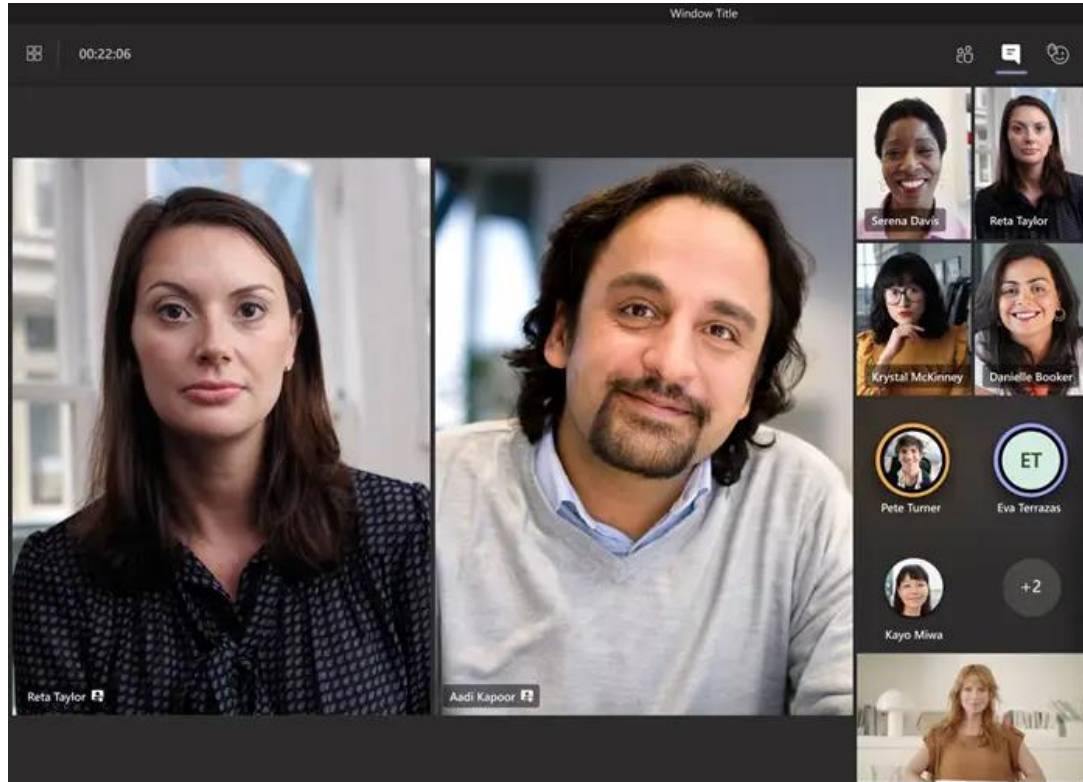 Window Title
00:22:06
Serena Davis
Reta Taylor
Krystal McKinney
Danielle Booker
ET
Pete Turner
Eva Terrazas
+2
Kayo Miwa
Reta Taylor
Aadi Kapoor